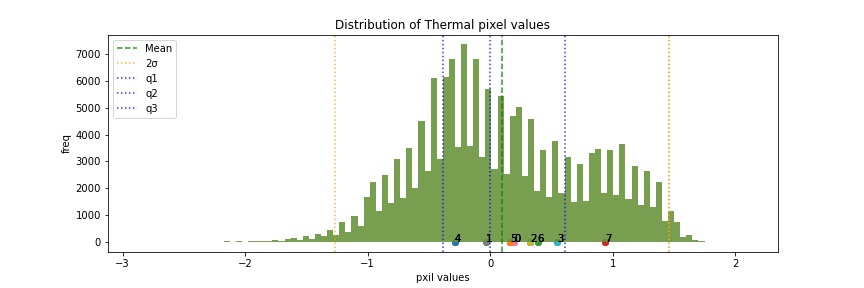 Distribution of Thermal pixel values
Mean
2σ
q1
q2
q3
freq
7000
6000
5000
4000
3000
2000
1000
0
4
1
5
0
2
6
3
7
−3
−2
−1
0
1
2
pxil values